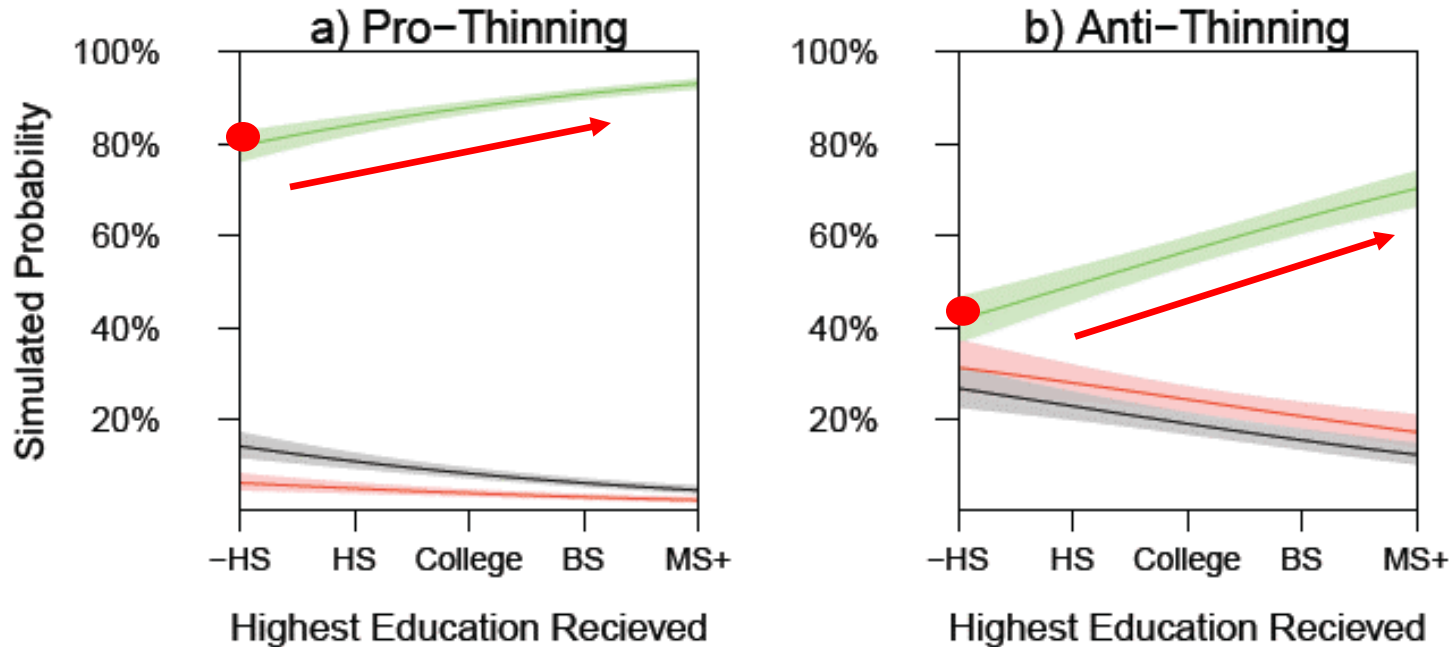 a) Pro−Thinning
100%
80%
60%
40%
20%
Simulated Probability
−HS HS College BS MS+
Highest Education Recieved
b) Anti−Thinning
100%
80%
60%
40%
20%
−HS HS College BS MS+
Highest Education Recieved